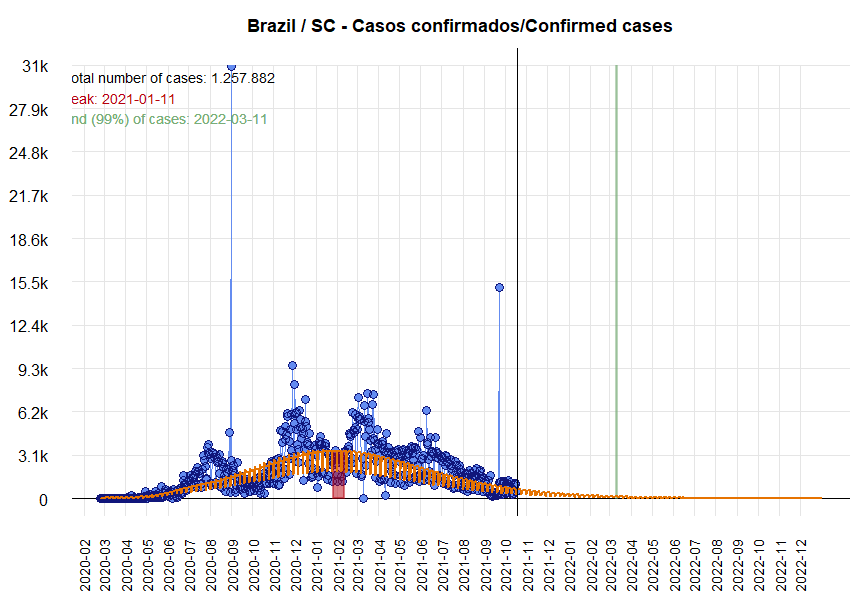 Brazil / SC - Casos confirmados/Confirmed cases
31k
otal number of cases: 1.257.882
eak: 2021-01-11
27.9k
nd (99%) of cases: 2022-03-11
24.8k
21.7k
18.6k
15.5k
12.4k
9.3k
6.2k
3.1k
0
2020-02
2020-03
2020-04
2020-05
2020-06
2020-07
2020-08
2020-09
2020-10
2020-11
2020-12
2021-01
2021-02
2021-03
2021-04
2021-05
2021-06
2021-07
2021-08
2021-09
2021-10
2021-11
2021-12
2022-01
2022-02
2022-03
2022-04
2022-05
2022-06
2022-07
2022-08
2022-09
2022-10
2022-11
2022-12